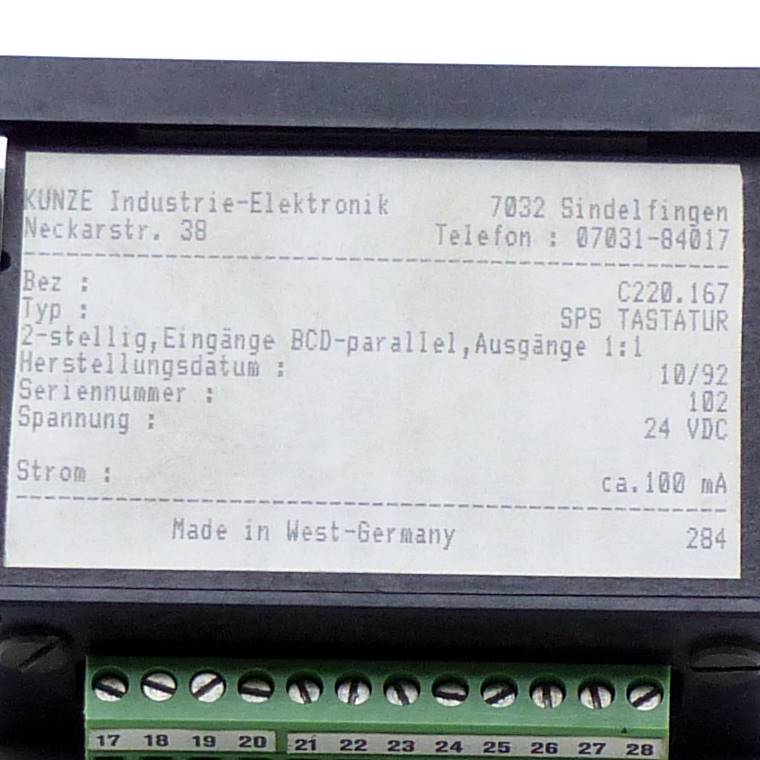 KUNZE Industrie-Elektronik 7032 Sindelfingen
Neckarstr. 38 Telefon : 07031-84017
Bez : C220.167
Typ : SPS TASTATUR
2-stellig,Eingänge BCD-parallel,Ausgänge 1:1
Herstellungsdatum : 10/92
Seriennummer : 102
Spannung : 24 VDC
Strom : ca.100 mA
Made in West-Germany 284
17 18 19 20 21 22 23 24 25 26 27 28